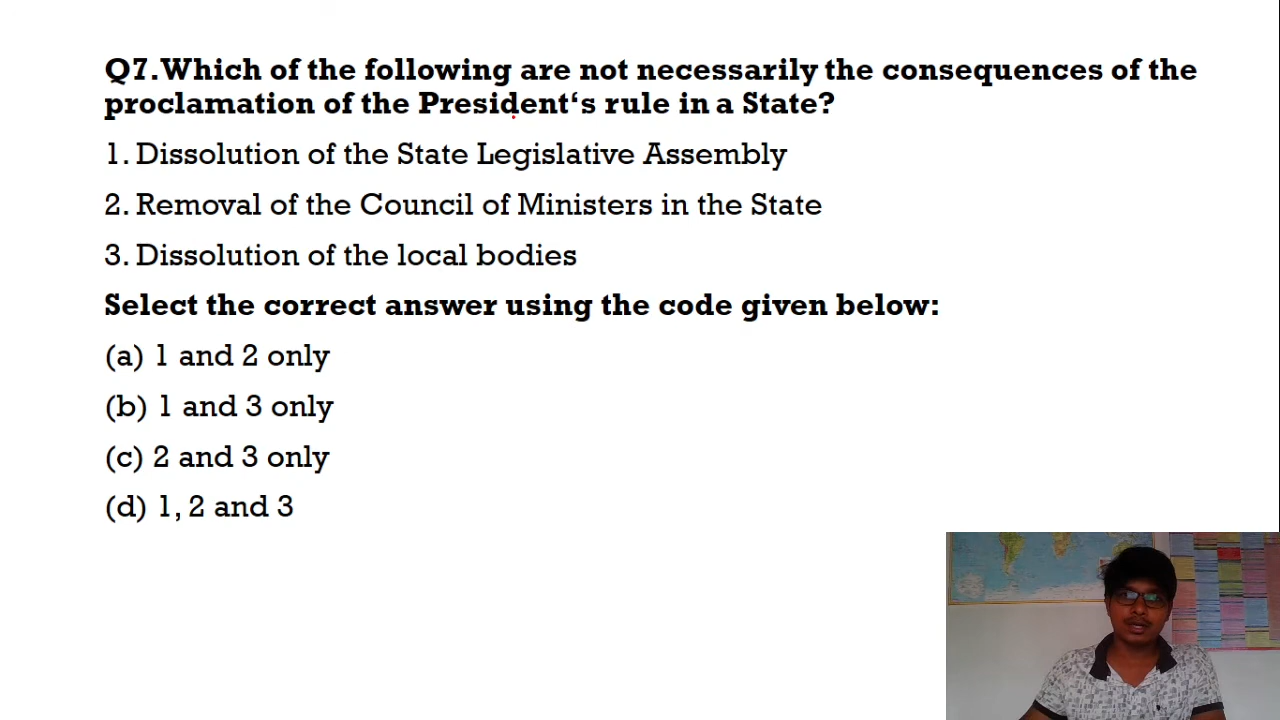 Q7.Which of the following are not necessarily the consequences of the
proclamation of the President‘s rule in a State?
1. Dissolution of the State Legislative Assembly
2. Removal of the Council of Ministers in the State
3. Dissolution of the local bodies
Select the correct answer using the code given below:
(a) 1 and 2 only
(b) 1 and 3 only
(c) 2 and 3 only
(d) 1, 2 and 3